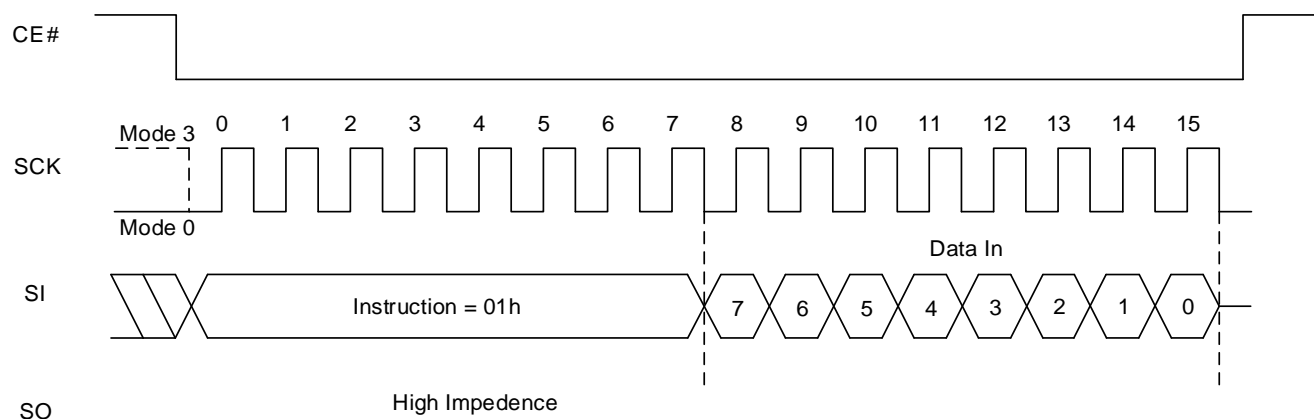 CE#
Mode 3 0 1 2 3 4 5 6 7 8 9 10 11 12 13 14 15
SCK
Mode 0
Data In
SI Instruction = 01h 7 6 5 4 3 2 1 0
High Impedence
SO